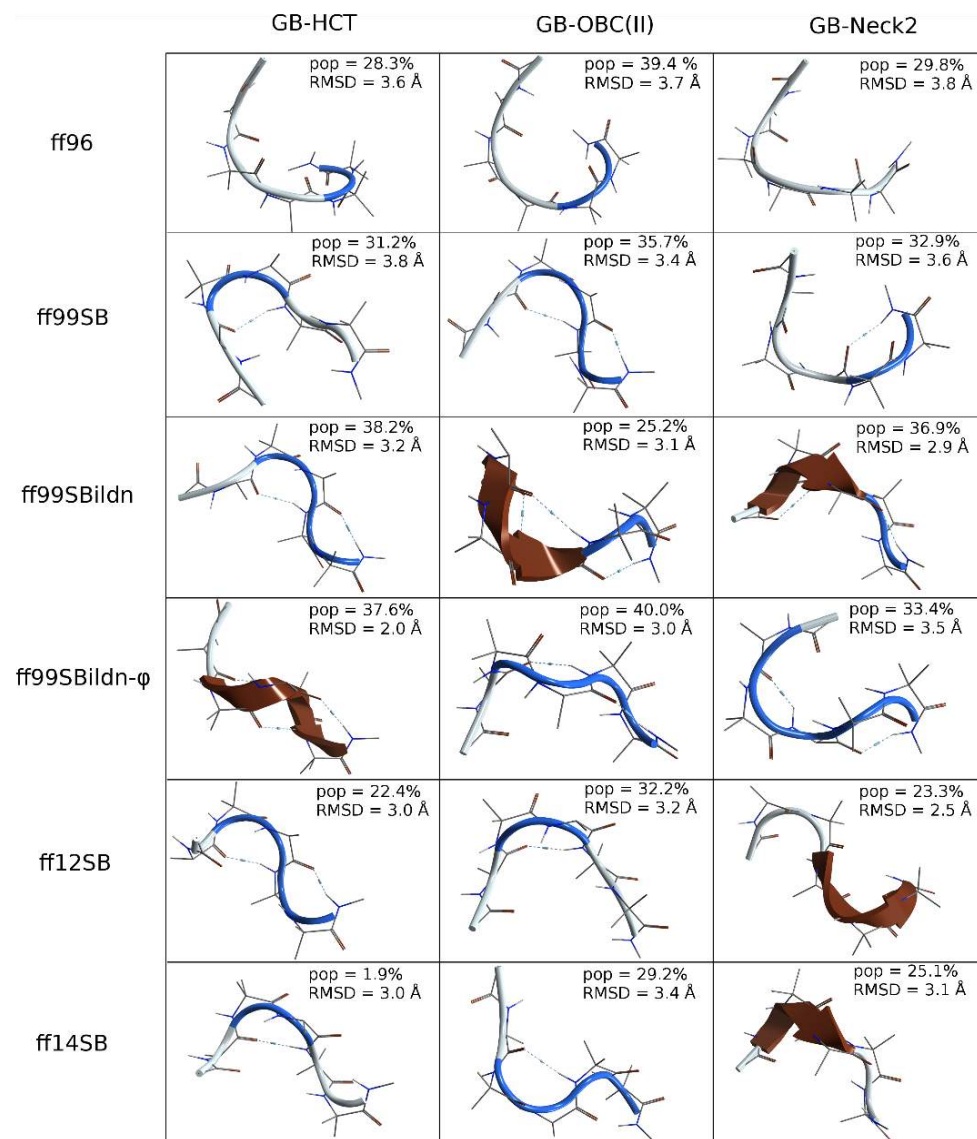 GB-HCT GB-OBC(II) GB-Neck2
ff96
pop = 28.3%
RMSD = 3.6 Å
pop = 39.4 %
RMSD = 3.7 Å
pop = 29.8%
RMSD = 3.8 Å
ff99SB
pop = 31.2%
RMSD = 3.8 Å
pop = 35.7%
RMSD = 3.4 Å
pop = 32.9%
RMSD = 3.6 Å
ff99SBildn
pop = 38.2%
RMSD = 3.2 Å
pop = 25.2%
RMSD = 3.1 Å
pop = 36.9%
RMSD = 2.9 Å
ff99SBildn-φ
pop = 37.6%
RMSD = 2.0 Å
pop = 40.0%
RMSD = 3.0 Å
pop = 33.4%
RMSD = 3.5 Å
ff12SB
pop = 22.4%
RMSD = 3.0 Å
pop = 32.2%
RMSD = 3.2 Å
pop = 23.3%
RMSD = 2.5 Å
ff14SB
pop = 1.9%
RMSD = 3.0 Å
pop = 29.2%
RMSD = 3.4 Å
pop = 25.1%
RMSD = 3.1 Å